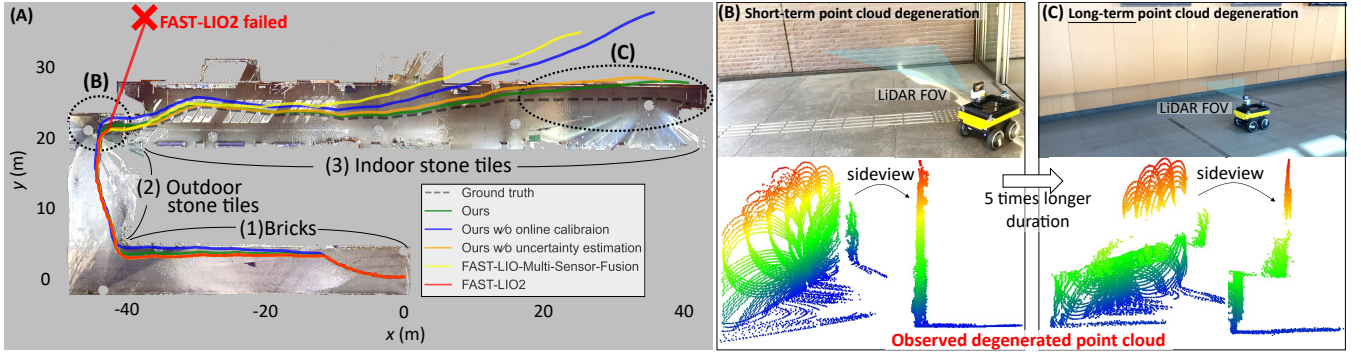 (A)
FAST-LIO2 failed
(B)
(C)
30
20
10
0
y (m)
-40
-20
0
20
40
x (m)
(3) Indoor stone tiles
(2) Outdoor
stone tiles
(1)Bricks
Ground truth
Ours
Ours w/o online calibraion
Ours w/o uncertainty estimation
FAST-LIO-Multi-Sensor-Fusion
FAST-LIO2
(B) Short-term point cloud degeneration
LiDAR FOV
sideview
5 times longer
duration
(C) Long-term point cloud degeneration
LiDAR FOV
sideview
Observed degenerated point cloud